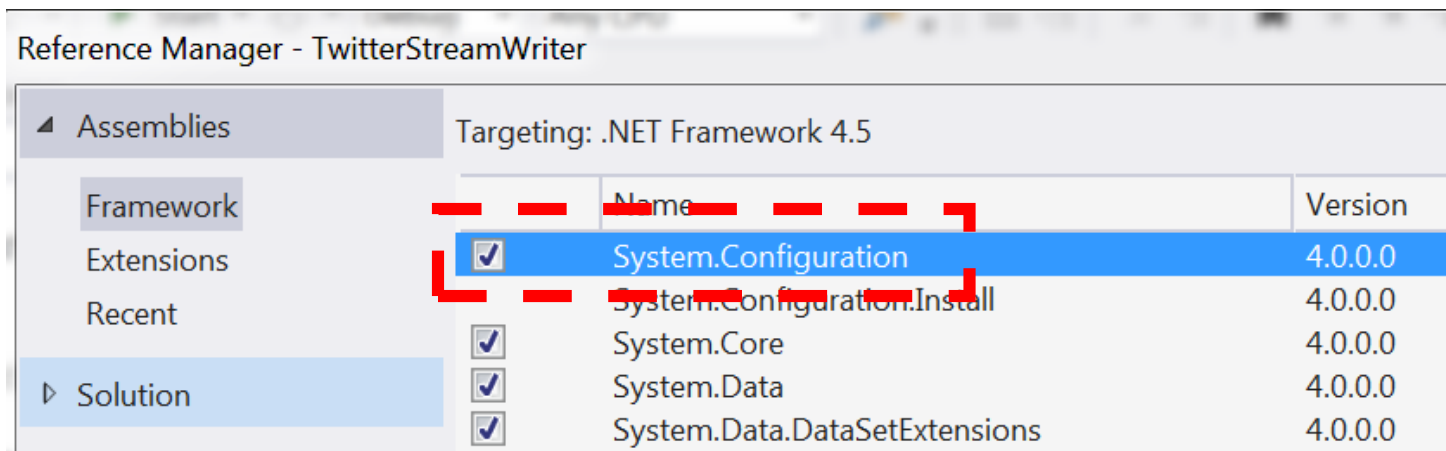 Reference Manager - TwitterStreamWriter
Assemblies
Framework
Extensions
Recent
Solution
Targeting: .NET Framework 4.5
Name Version
System.Configuration 4.0.0.0
System.Configuration.Install 4.0.0.0
System.Core 4.0.0.0
System.Data 4.0.0.0
System.Data.DataSetExtensions 4.0.0.0